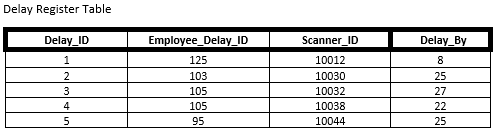 Delay Register Table
Delay_ID Employee_Delay_ID Scanner_ID Delay_By
1 125 10012 8
2 103 10030 25
3 105 10032 27
4 105 10038 22
5 95 10044 25